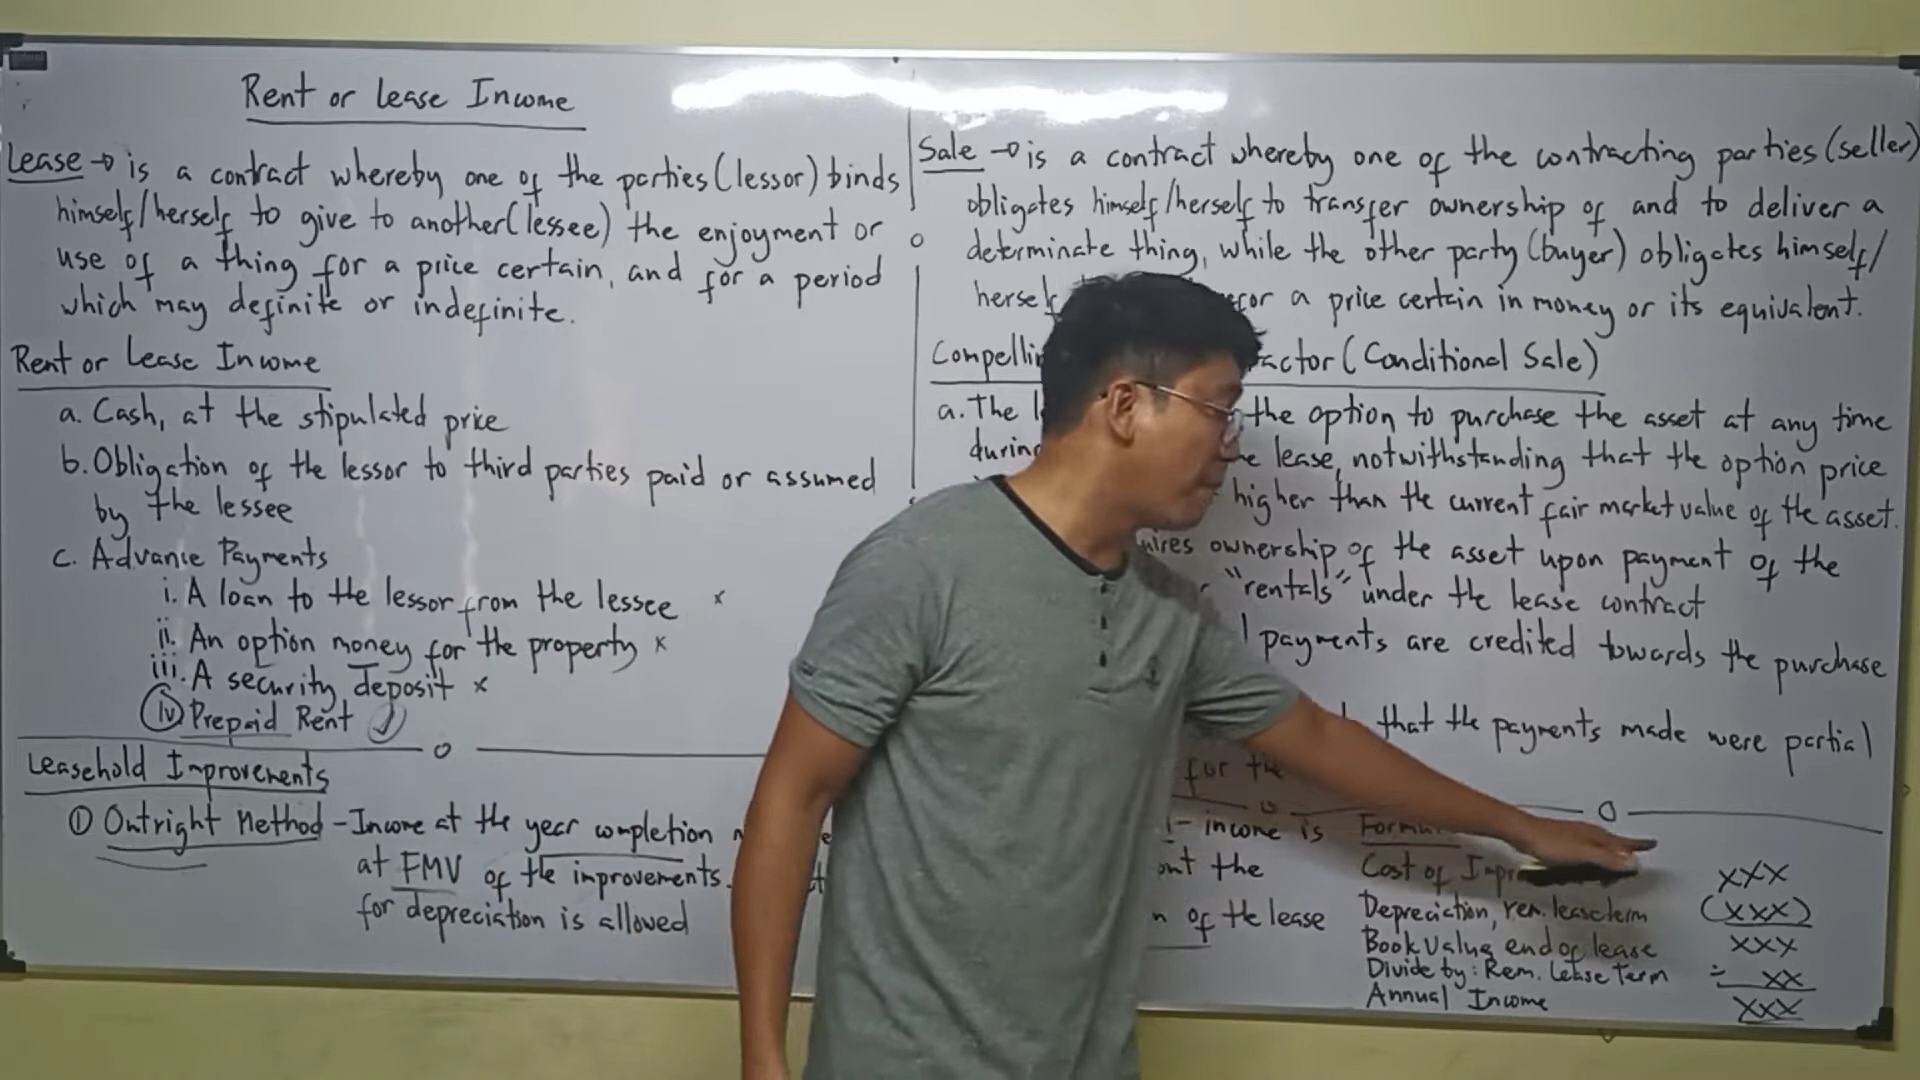 Rent or Lease Income
Lease → is a contract whereby one of the parties (lessor) binds
himself/herself to give to another (lessee) the enjoyment or
use of a thing for a price certain, and for a period
which may definite or indefinite.
Rent or Lease Income
a. Cash, at the stipulated price
b. Obligation of the lessor to third parties paid or assumed
by the lessee
c. Advance Payments
i. A loan to the lessor from the lessee x
ii. An option money for the property x
iii. A security deposit x
iv Prepaid Rent ✓
Leasehold Improvements
① Outright Method - Income at the year completion
at FMV of the improvements.
for depreciation is allowed
Sale → is a contract whereby one of the contracting parties (seller)
obligates himself/herself to transfer ownership of and to deliver a
determinate thing, while the other party (buyer) obligates himself/
for a price certain in money or its equivalent.
(Conditional Sale)
a. The the option to purchase the asset at any time
lease, notwithstanding that the option price
higher than the current fair market value of the asset.
ownership of the asset upon payment of the
"rentals" under the lease contract
payments are credited towards the purchase
that the payments made were partial
for the
- income is
the
of the lease
Cost of xxx
Depreciation, rem. lease term (xxx)
Book Value, end of lease xxx
Divide by: Rem. Lease Term ÷ xx
Annual Income xxx